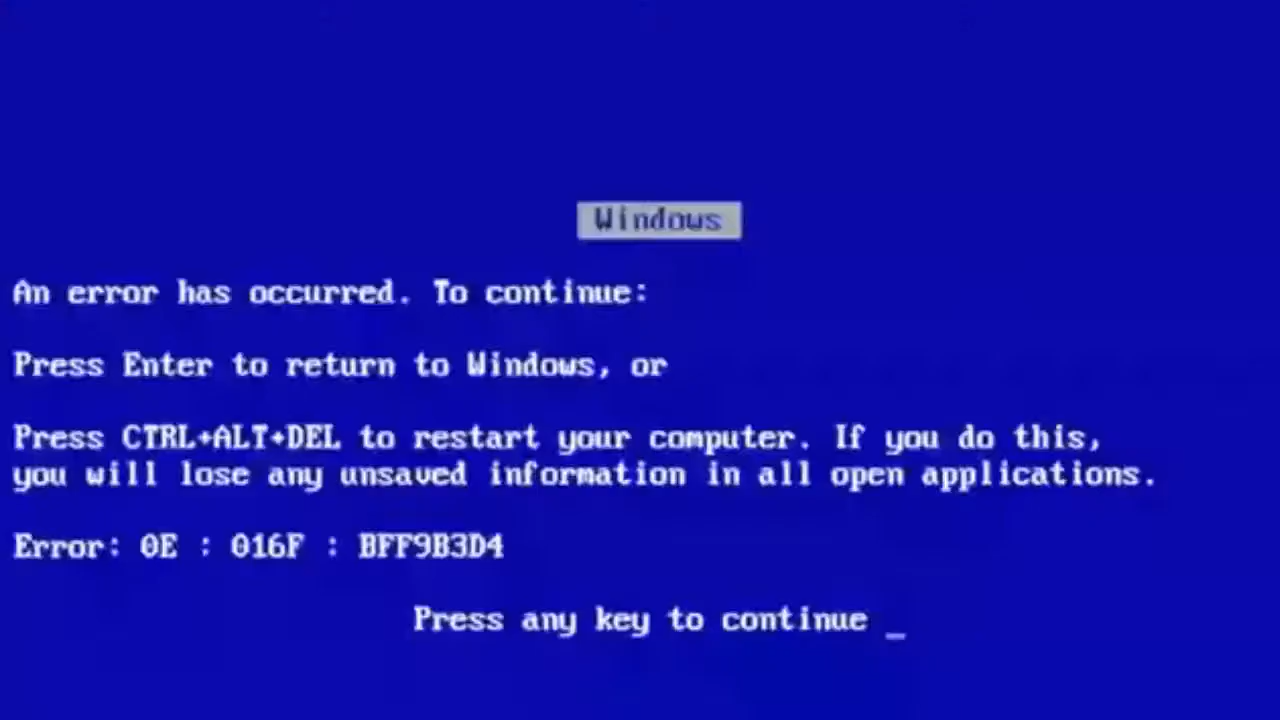 Windows
An error has occurred. To continue:
Press Enter to return to Windows, or
Press CTRL+ALT+DEL to restart your computer. If you do this,
you will lose any unsaved information in all open applications.
Error: 0E : 016F : BFF9B3D4
Press any key to continue _